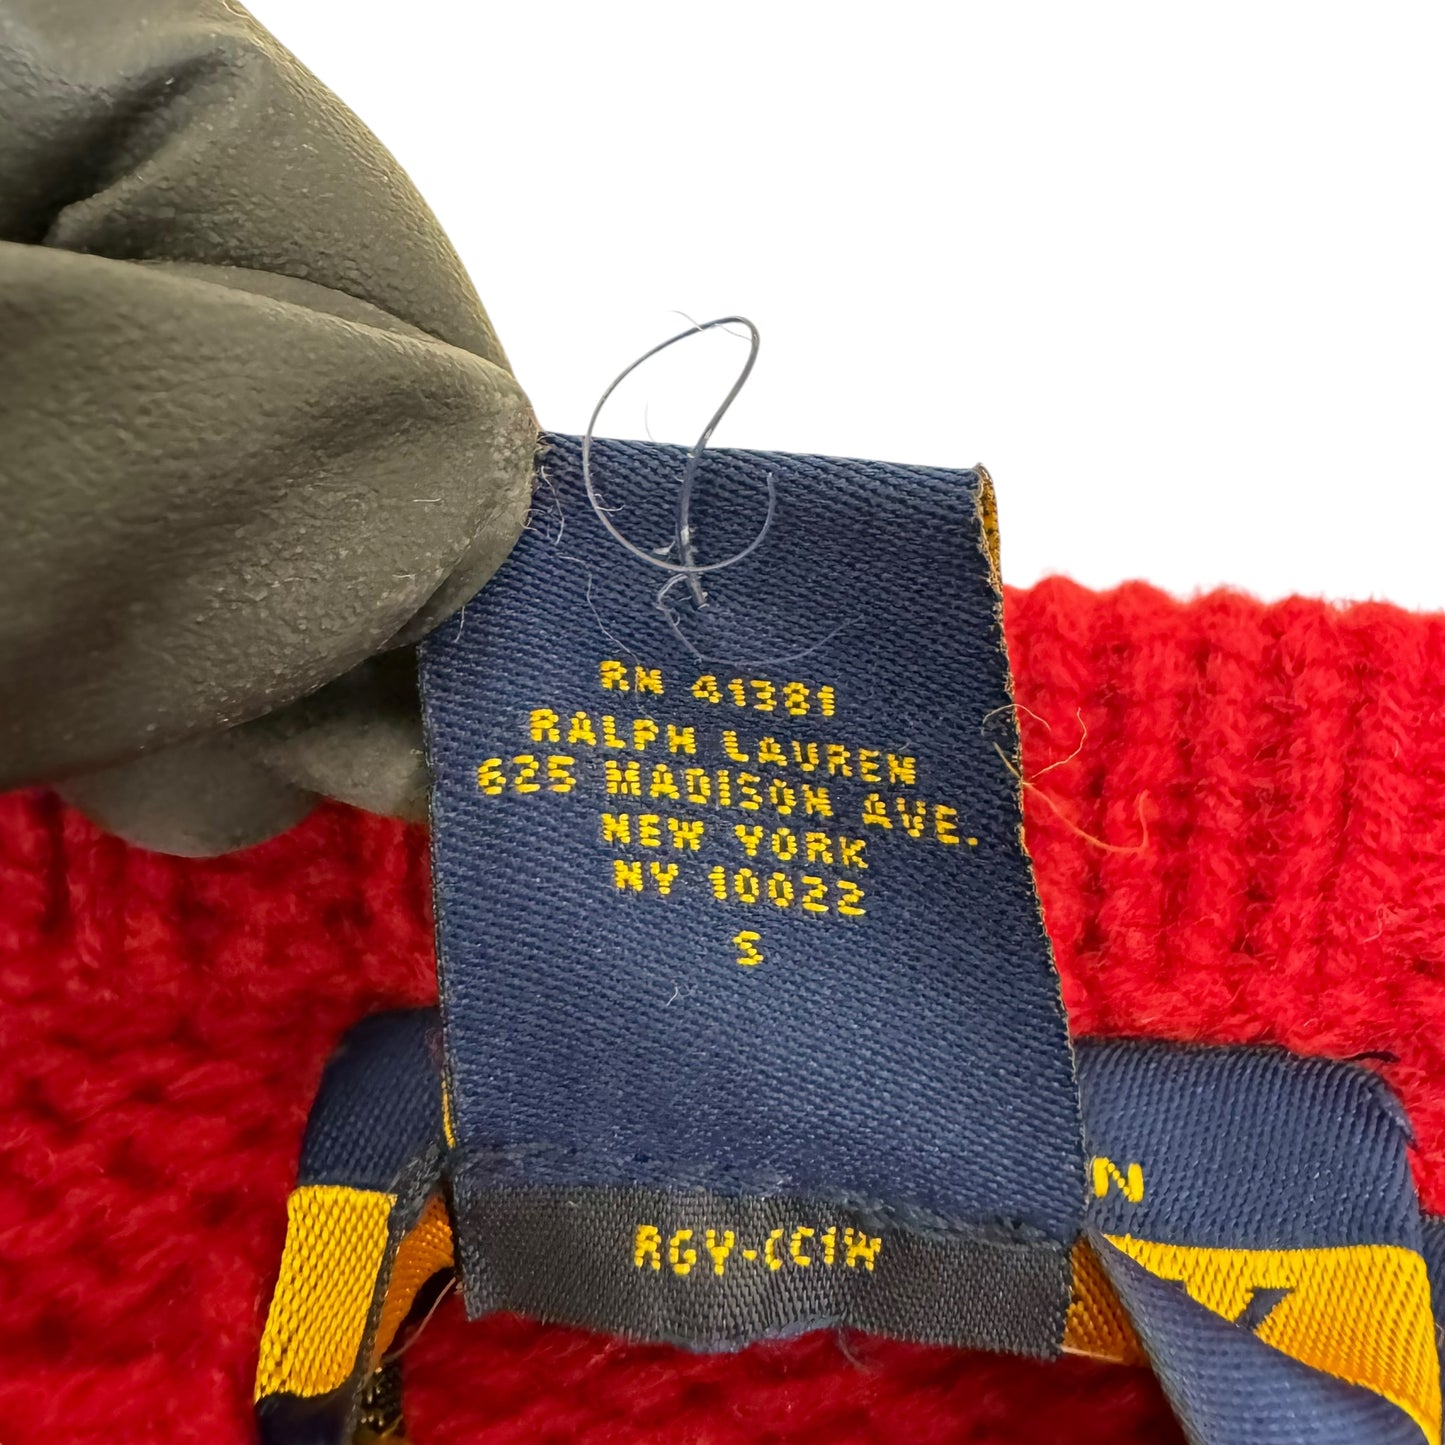 RN 41381
RALPH LAUREN
625 MADISON AVE.
NEW YORK
NY 10022
S
RGY-CC1W
N